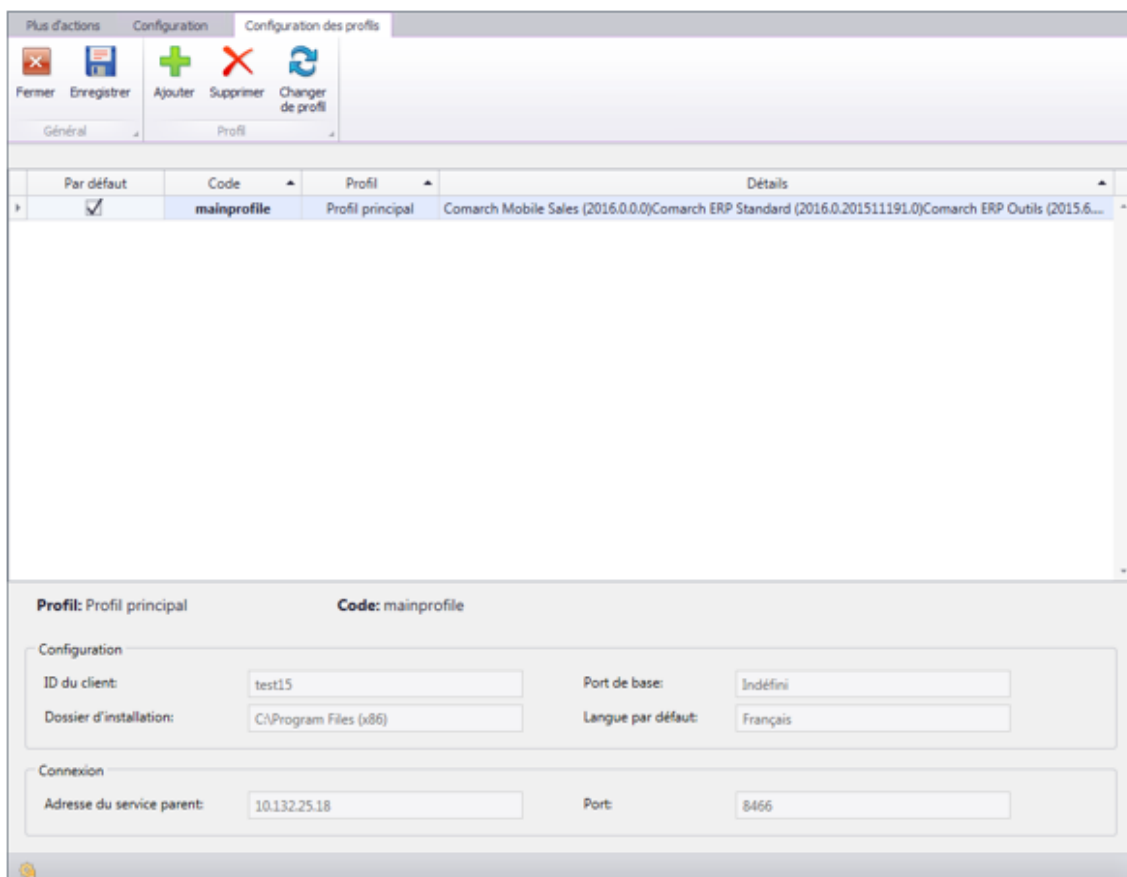 Plus d'actions Configuration Configuration des profils
Fermer Enregistrer Ajouter Supprimer Changer de profil
Général Profil
Par défaut Code Profil Détails
mainprofile Profil principal Comarch Mobile Sales (2016.0.0.0)Comarch ERP Standard (2016.0.201511191.0)Comarch ERP Outils (2015.6....
Profil: Profil principal Code: mainprofile
Configuration
ID du client: test15 Port de base: Indéfini
Dossier d'installation: C:\Program Files (x86) Langue par défaut: Français
Connexion
Adresse du service parent: 10.132.25.18 Port: 8466